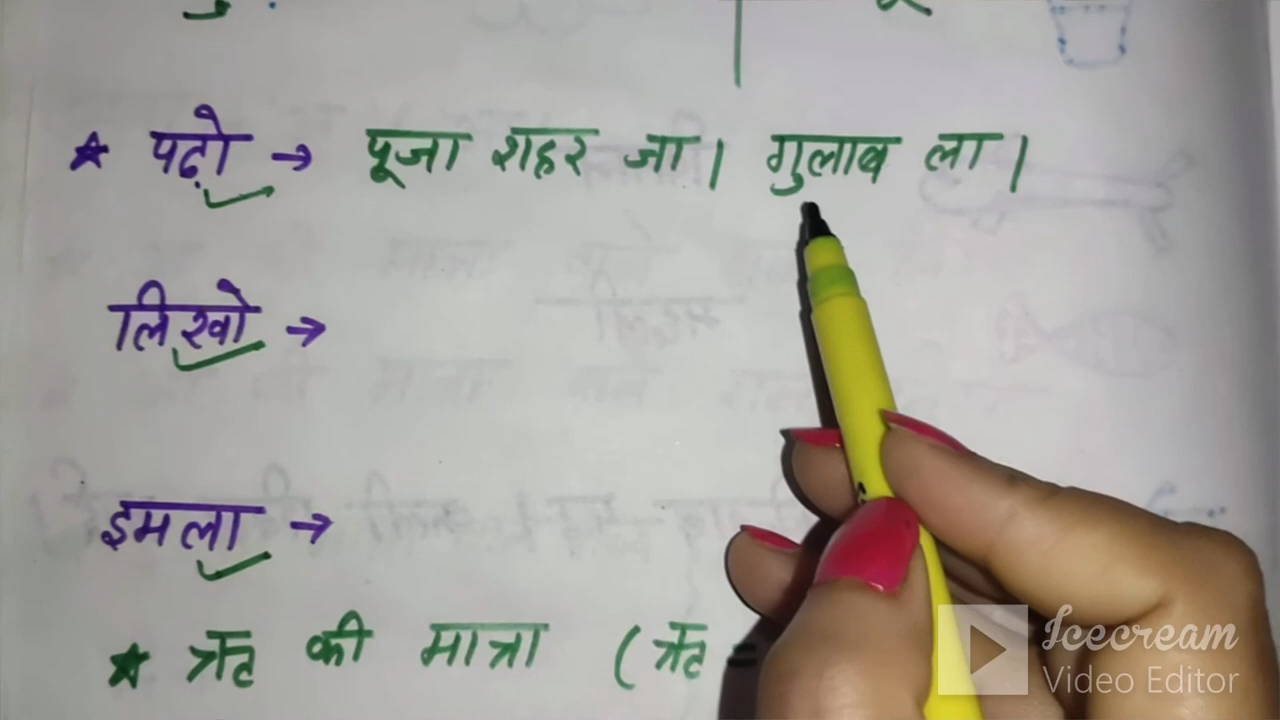 ★ पढ़ो → पूजा शहर जा। गुलाब ला।
लिखो →
इमला →
★ ऋ की मात्रा (ऋ =
Icecream
Video Editor